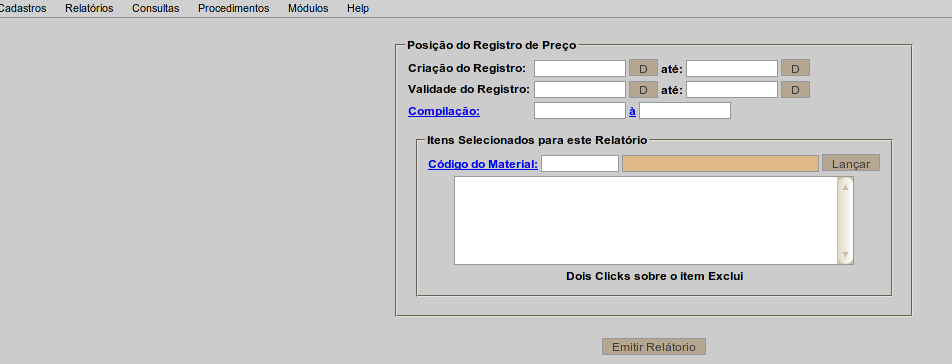 Cadastros Relatórios Consultas Procedimentos Módulos Help
Posição do Registro de Preço
Criação do Registro: D até: D
Validade do Registro: D até: D
Compilação: à
Itens Selecionados para este Relatório
Código do Material: Lançar
Dois Clicks sobre o ítem Exclui
Emitir Relátorio